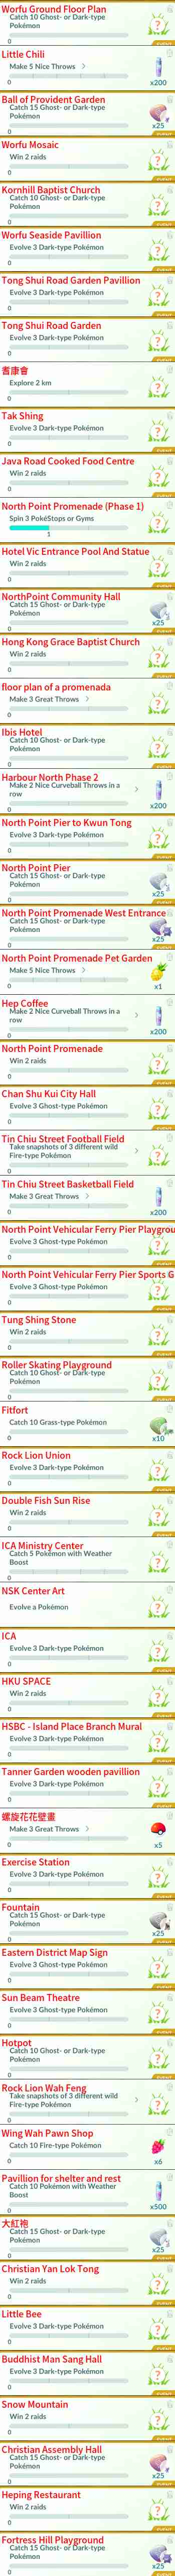 Worfu Ground Floor Plan
Catch 10 Ghost- or Dark-type
Pokémon
0
Little Chili
Make 5 Nice Throws
0
x200
Ball of Provident Garden
Catch 15 Ghost- or Dark-type
Pokémon
0
x25
Worfu Mosaic
Win 2 raids
0
Kornhill Baptist Church
Catch 10 Ghost- or Dark-type
Pokémon
0
Worfu Seaside Pavillion
Evolve 3 Dark-type Pokémon
0
Tong Shui Road Garden Pavillion
Evolve 3 Dark-type Pokémon
0
Tong Shui Road Garden
Evolve 3 Dark-type Pokémon
0
耆康會
Explore 2 km
0
Tak Shing
Evolve 3 Dark-type Pokémon
0
Java Road Cooked Food Centre
Win 2 raids
0
North Point Promenade (Phase 1)
Spin 3 PokéStops or Gyms
1
Hotel Vic Entrance Pool And Statue
Win 2 raids
0
NorthPoint Community Hall
Catch 15 Ghost- or Dark-type
Pokémon
0
x25
Hong Kong Grace Baptist Church
Win 2 raids
0
floor plan of a promenada
Make 3 Great Throws
0
Ibis Hotel
Catch 10 Ghost- or Dark-type
Pokémon
0
Harbour North Phase 2
Make 2 Nice Curveball Throws in a
row
0
x200
North Point Pier to Kwun Tong
Evolve 3 Dark-type Pokémon
0
North Point Pier
Catch 15 Ghost- or Dark-type
Pokémon
0
x25
North Point Promenade West Entrance
Catch 15 Ghost- or Dark-type
Pokémon
0
x25
North Point Promenade Pet Garden
Make 5 Nice Throws
0
x1
Hep Coffee
Make 2 Nice Curveball Throws in a
row
0
x200
North Point Promenade
Win 2 raids
0
Chan Shu Kui City Hall
Evolve 3 Ghost-type Pokémon
0
Tin Chiu Street Football Field
Take snapshots of 3 different wild
Fire-type Pokémon
0
Tin Chiu Street Basketball Field
Make 3 Great Throws
0
x200
North Point Vehicular Ferry Pier Playgrou
Evolve 3 Ghost-type Pokémon
0
North Point Vehicular Ferry Pier Sports G
Evolve 3 Ghost-type Pokémon
0
Tung Shing Stone
Win 2 raids
0
Roller Skating Playground
Catch 10 Ghost- or Dark-type
Pokémon
0
Fitfort
Catch 10 Grass-type Pokémon
0
x10
Rock Lion Union
Evolve 3 Dark-type Pokémon
0
Double Fish Sun Rise
Win 2 raids
0
ICA Ministry Center
Catch 5 Pokémon with Weather
Boost
0
NSK Center Art
Evolve a Pokémon
ICA
Evolve 3 Dark-type Pokémon
0
HKU SPACE
Win 2 raids
0
HSBC - Island Place Branch Mural
Evolve 3 Dark-type Pokémon
0
Tanner Garden wooden pavillion
Evolve 3 Dark-type Pokémon
0
螺旋花花壁畫
Make 3 Great Throws
0
x5
Exercise Station
Evolve 3 Dark-type Pokémon
0
Fountain
Catch 15 Ghost- or Dark-type
Pokémon
0
x25
Eastern District Map Sign
Evolve 3 Ghost-type Pokémon
0
Sun Beam Theatre
Evolve 3 Ghost-type Pokémon
0
Hotpot
Catch 10 Ghost- or Dark-type
Pokémon
0
Rock Lion Wah Feng
Take snapshots of 3 different wild
Fire-type Pokémon
0
Wing Wah Pawn Shop
Catch 10 Fire-type Pokémon
0
x6
Pavillion for shelter and rest
Catch 10 Pokémon with Weather
Boost
0
x500
大紅袍
Catch 15 Ghost- or Dark-type
Pokémon
0
x25
Christian Yan Lok Tong
Win 2 raids
0
Little Bee
Evolve 3 Dark-type Pokémon
0
Buddhist Man Sang Hall
Evolve 3 Dark-type Pokémon
0
Snow Mountain
Win 2 raids
0
Christian Assembly Hall
Catch 15 Ghost- or Dark-type
Pokémon
0
x25
Heping Restaurant
Win 2 raids
0
Fortress Hill Playground
Catch 15 Ghost- or Dark-type
Pokémon
0
x25